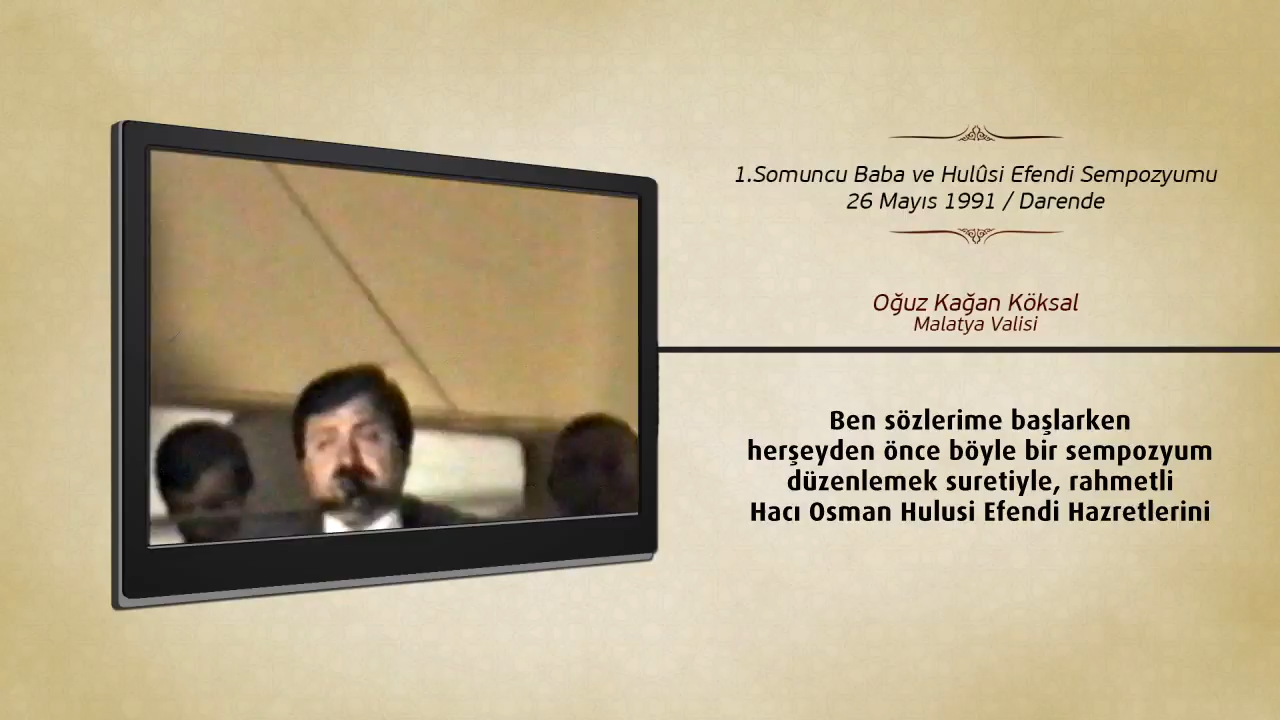 1.Somuncu Baba ve Hulûsi Efendi Sempozyumu
26 Mayıs 1991 / Darende
Oğuz Kağan Köksal
Malatya Valisi
Ben sözlerime başlarken
herşeyden önce böyle bir sempozyum
düzenlemek suretiyle, rahmetli
Hacı Osman Hulusi Efendi Hazretlerini